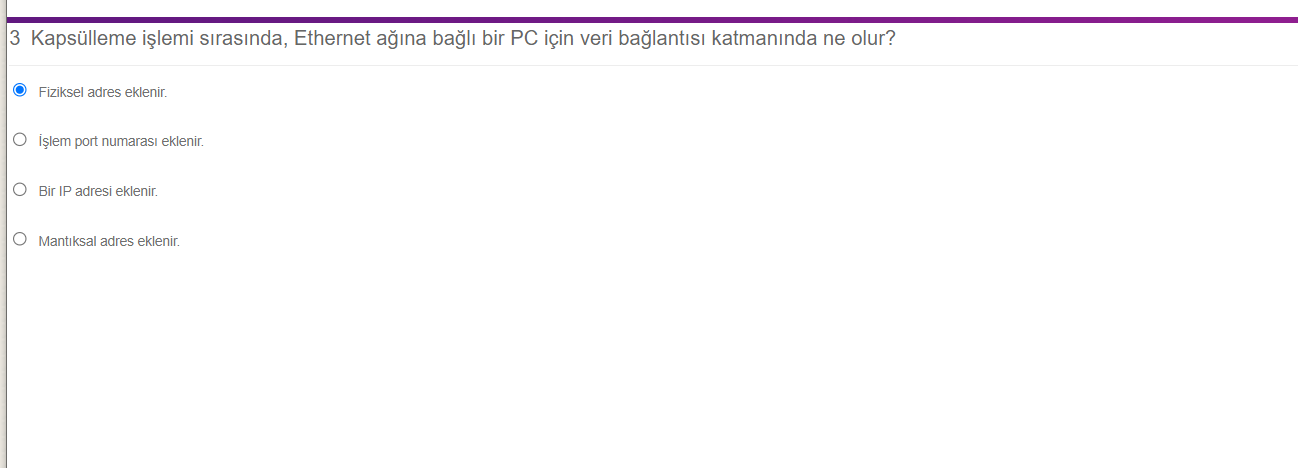 3 Kapsülleme işlemi sırasında, Ethernet ağına bağlı bir PC için veri bağlantısı katmanında ne olur?
Fiziksel adres eklenir.
İşlem port numarası eklenir.
Bir IP adresi eklenir.
Mantıksal adres eklenir.